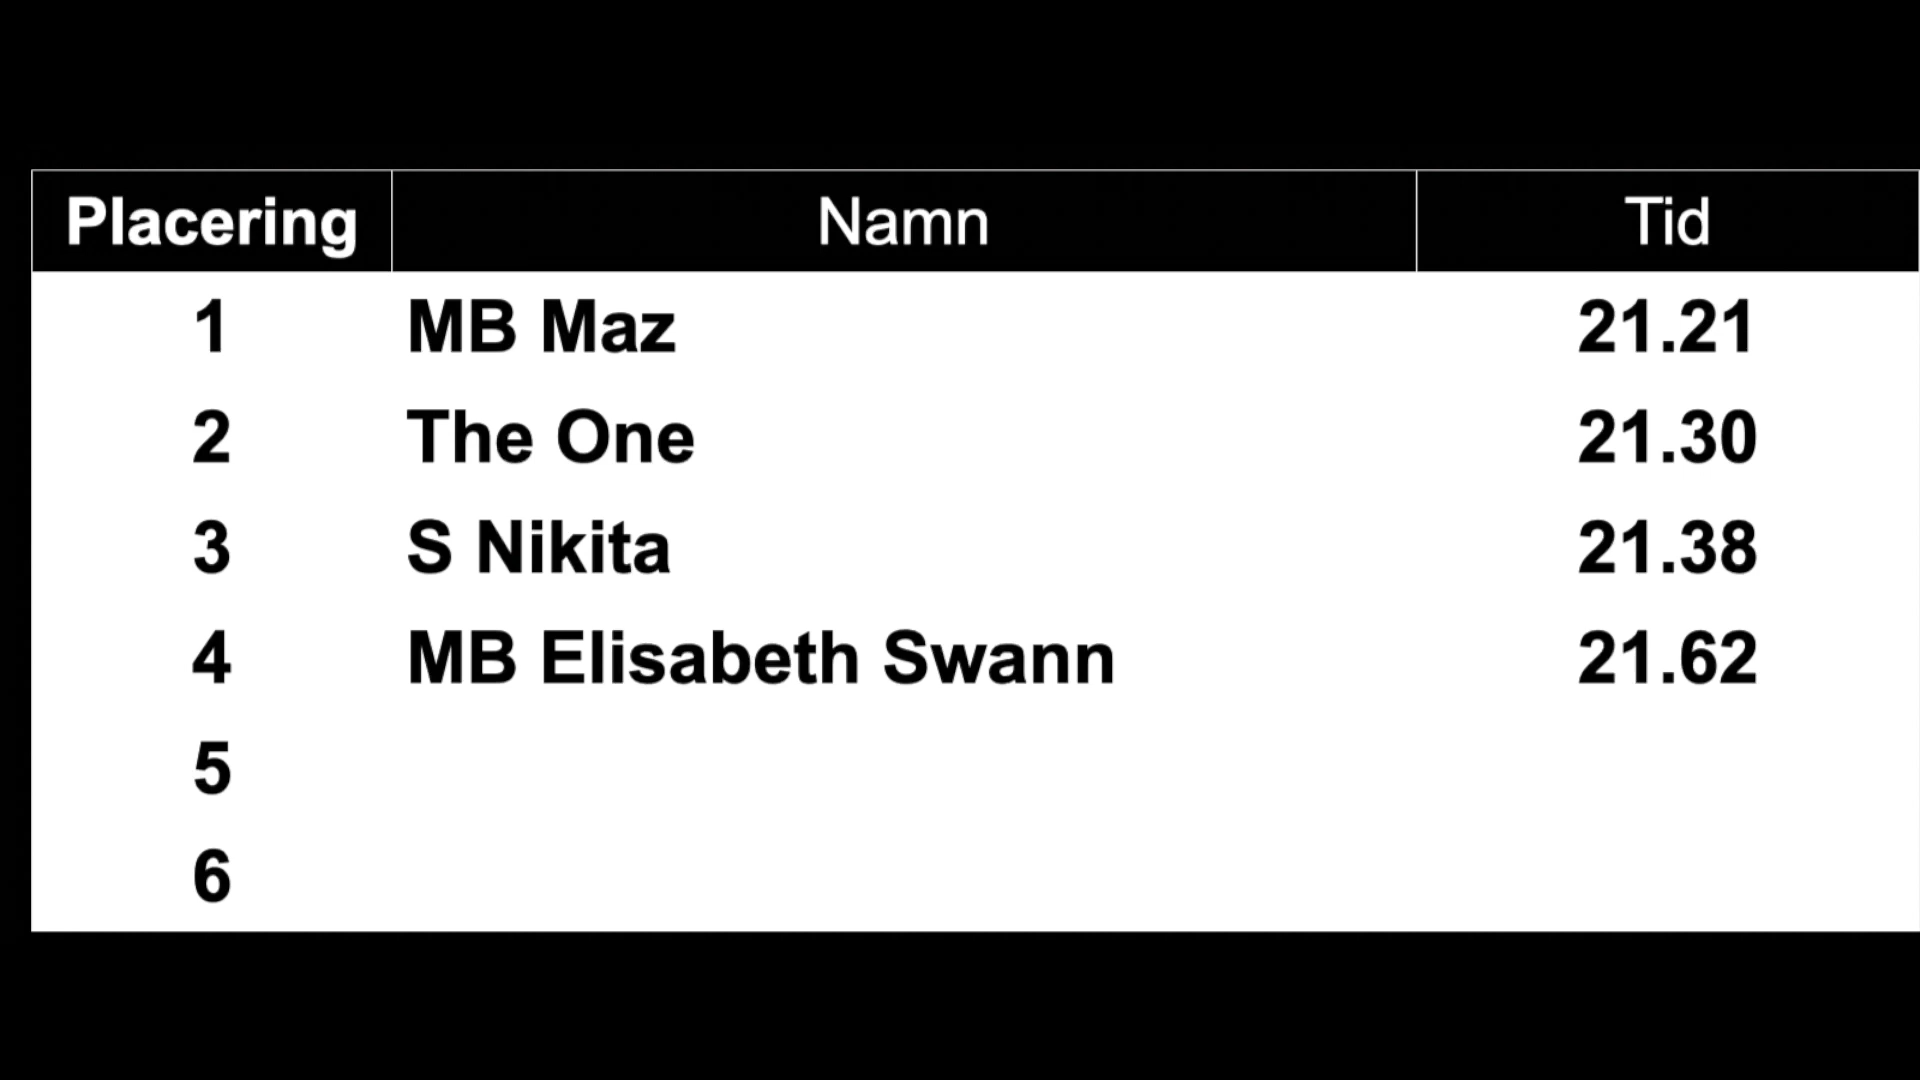 Placering Namn Tid
1 MB Maz 21.21
2 The One 21.30
3 S Nikita 21.38
4 MB Elisabeth Swann 21.62
5
6